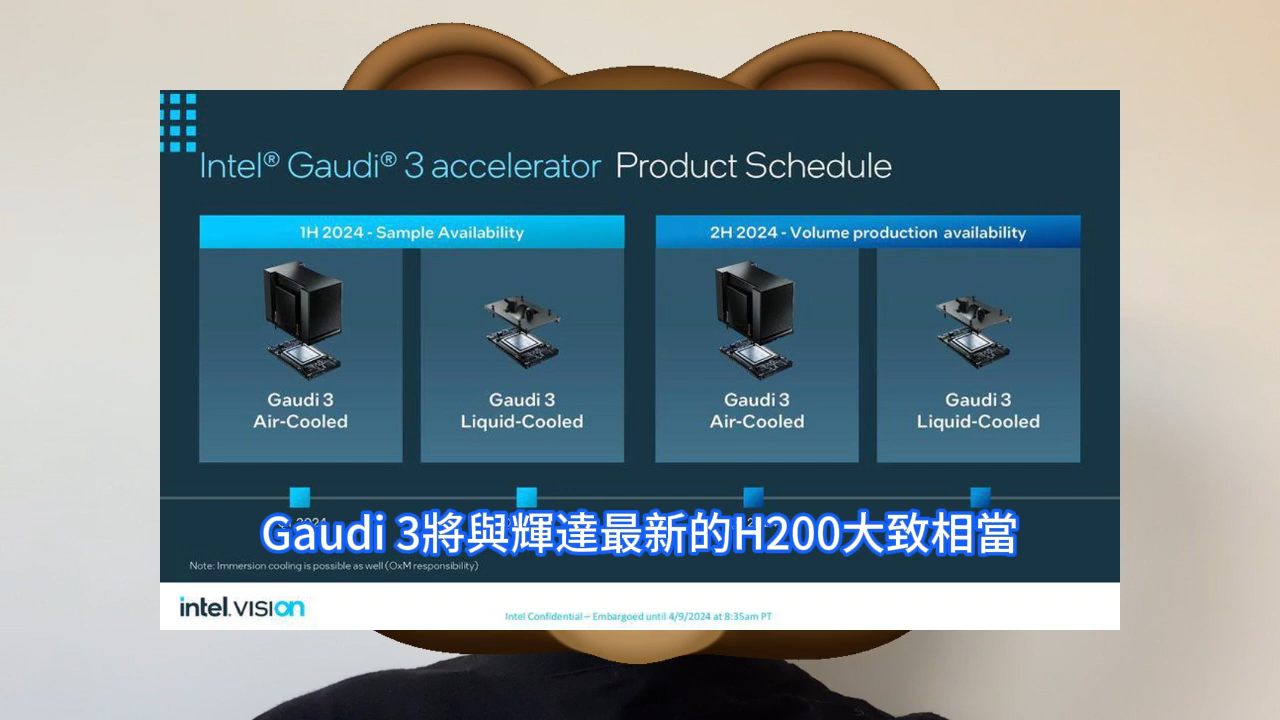 Intel® Gaudi® 3 accelerator Product Schedule
1H 2024 - Sample Availability
2H 2024 - Volume production availability
Gaudi 3
Air-Cooled
Gaudi 3
Liquid-Cooled
Gaudi 3
Air-Cooled
Gaudi 3
Liquid-Cooled
Gaudi 3將與輝達最新的H200大致相當
Note: Immersion cooling is possible as well (OxM responsibility)
intel. VISION
Intel Confidential – Embargoed until 4/9/2024 at 8:35am PT